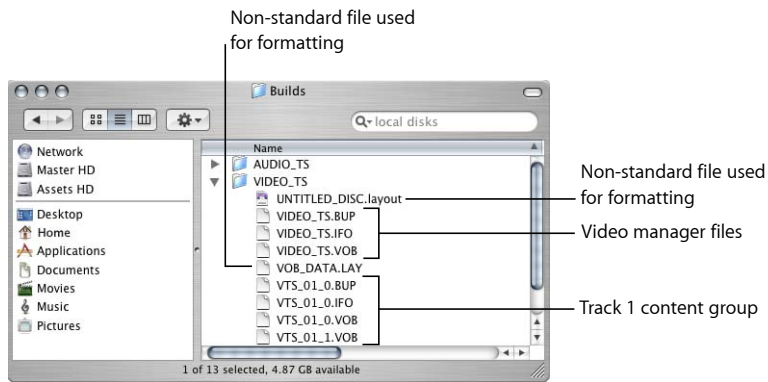 Non-standard file used
for formatting
Builds
local disks
Name
Network
Master HD
Assets HD
Desktop
Home
Applications
Documents
Movies
Music
Pictures
AUDIO_TS
VIDEO_TS
UNTITLED_DISC.layout
VIDEO_TS.BUP
VIDEO_TS.IFO
VIDEO_TS.VOB
VOB_DATA.LAY
VTS_01_0.BUP
VTS_01_0.IFO
VTS_01_0.VOB
VTS_01_1.VOB
1 of 13 selected, 4.87 GB available
Non-standard file used
for formatting
Video manager files
Track 1 content group